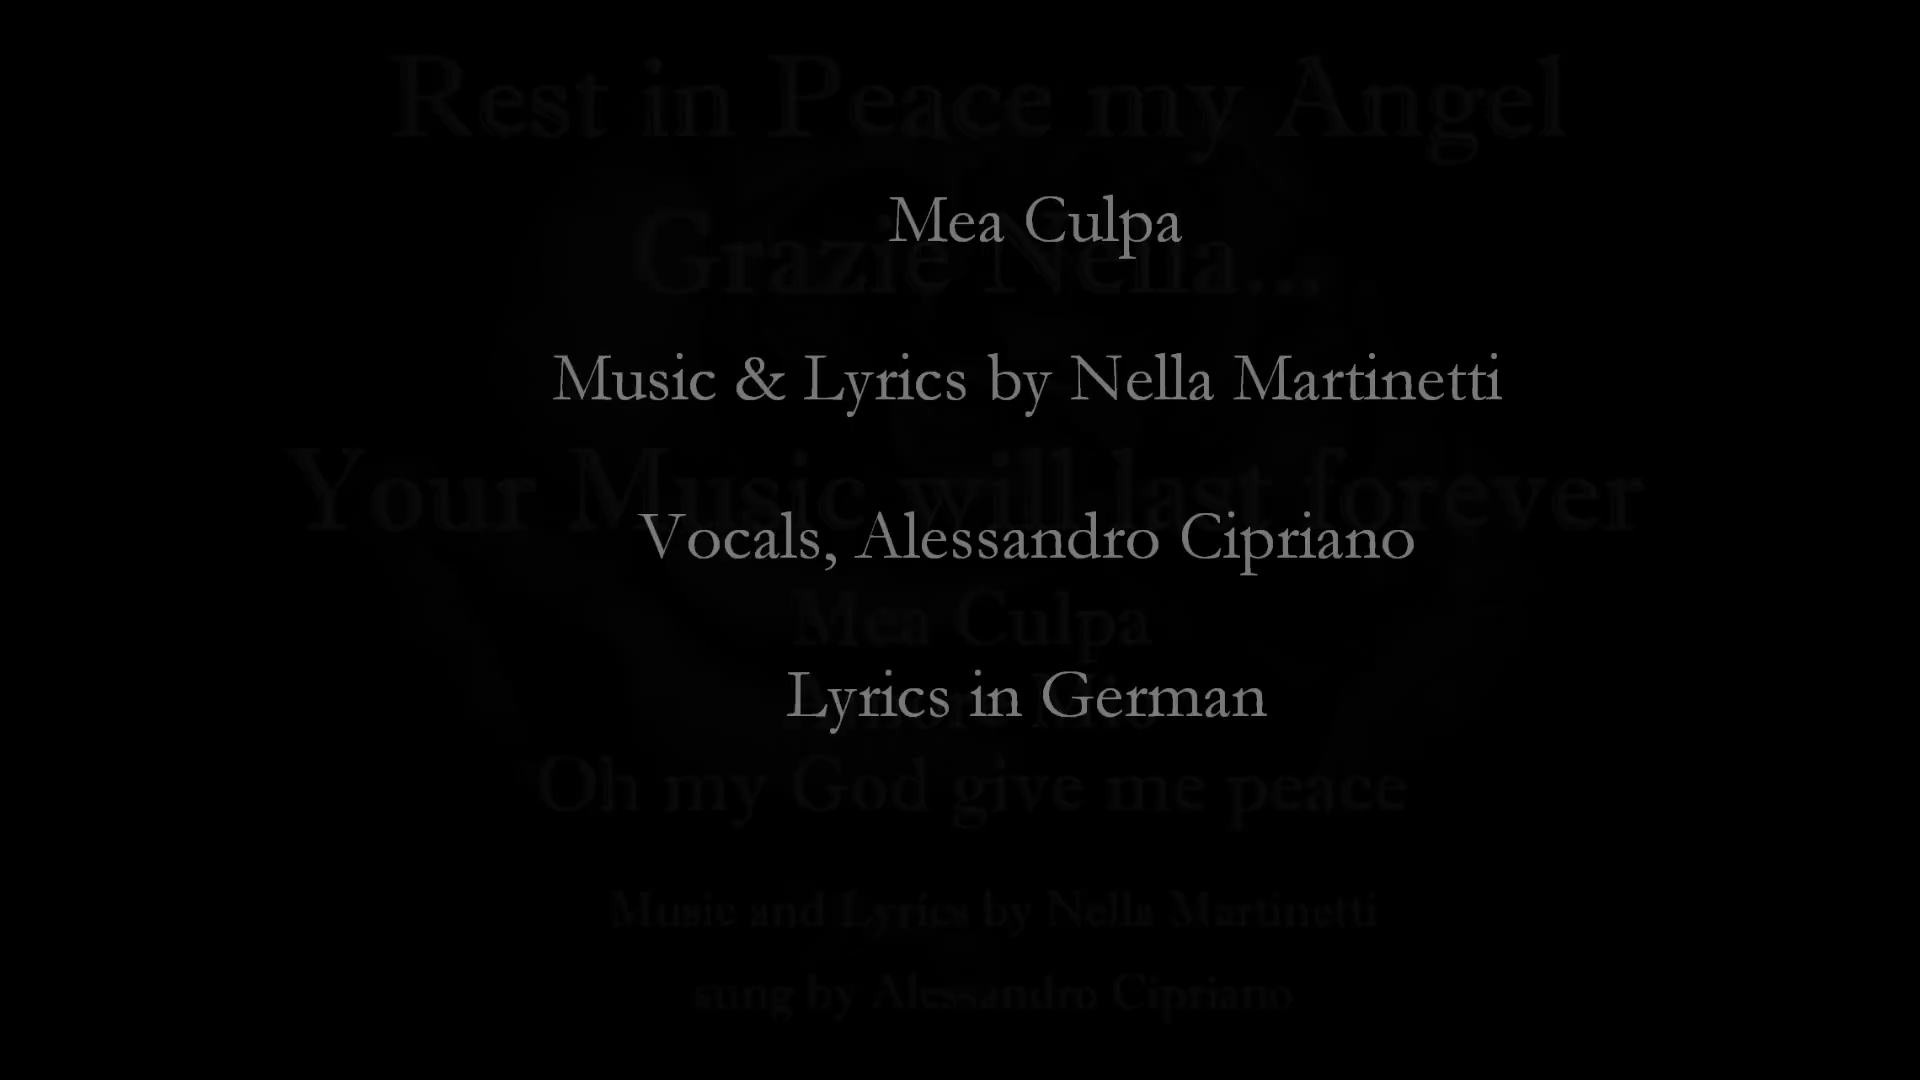 Rest in Peace my Angel
Mea Culpa
Grazie Nella...
Music & Lyrics by Nella Martinetti
Your Music will last forever
Vocals, Alessandro Cipriano
Mea Culpa
Lyrics in German
Oh my God give me peace
Music and Lyrics by Nella Martinetti
sung by Alessandro Cipriano